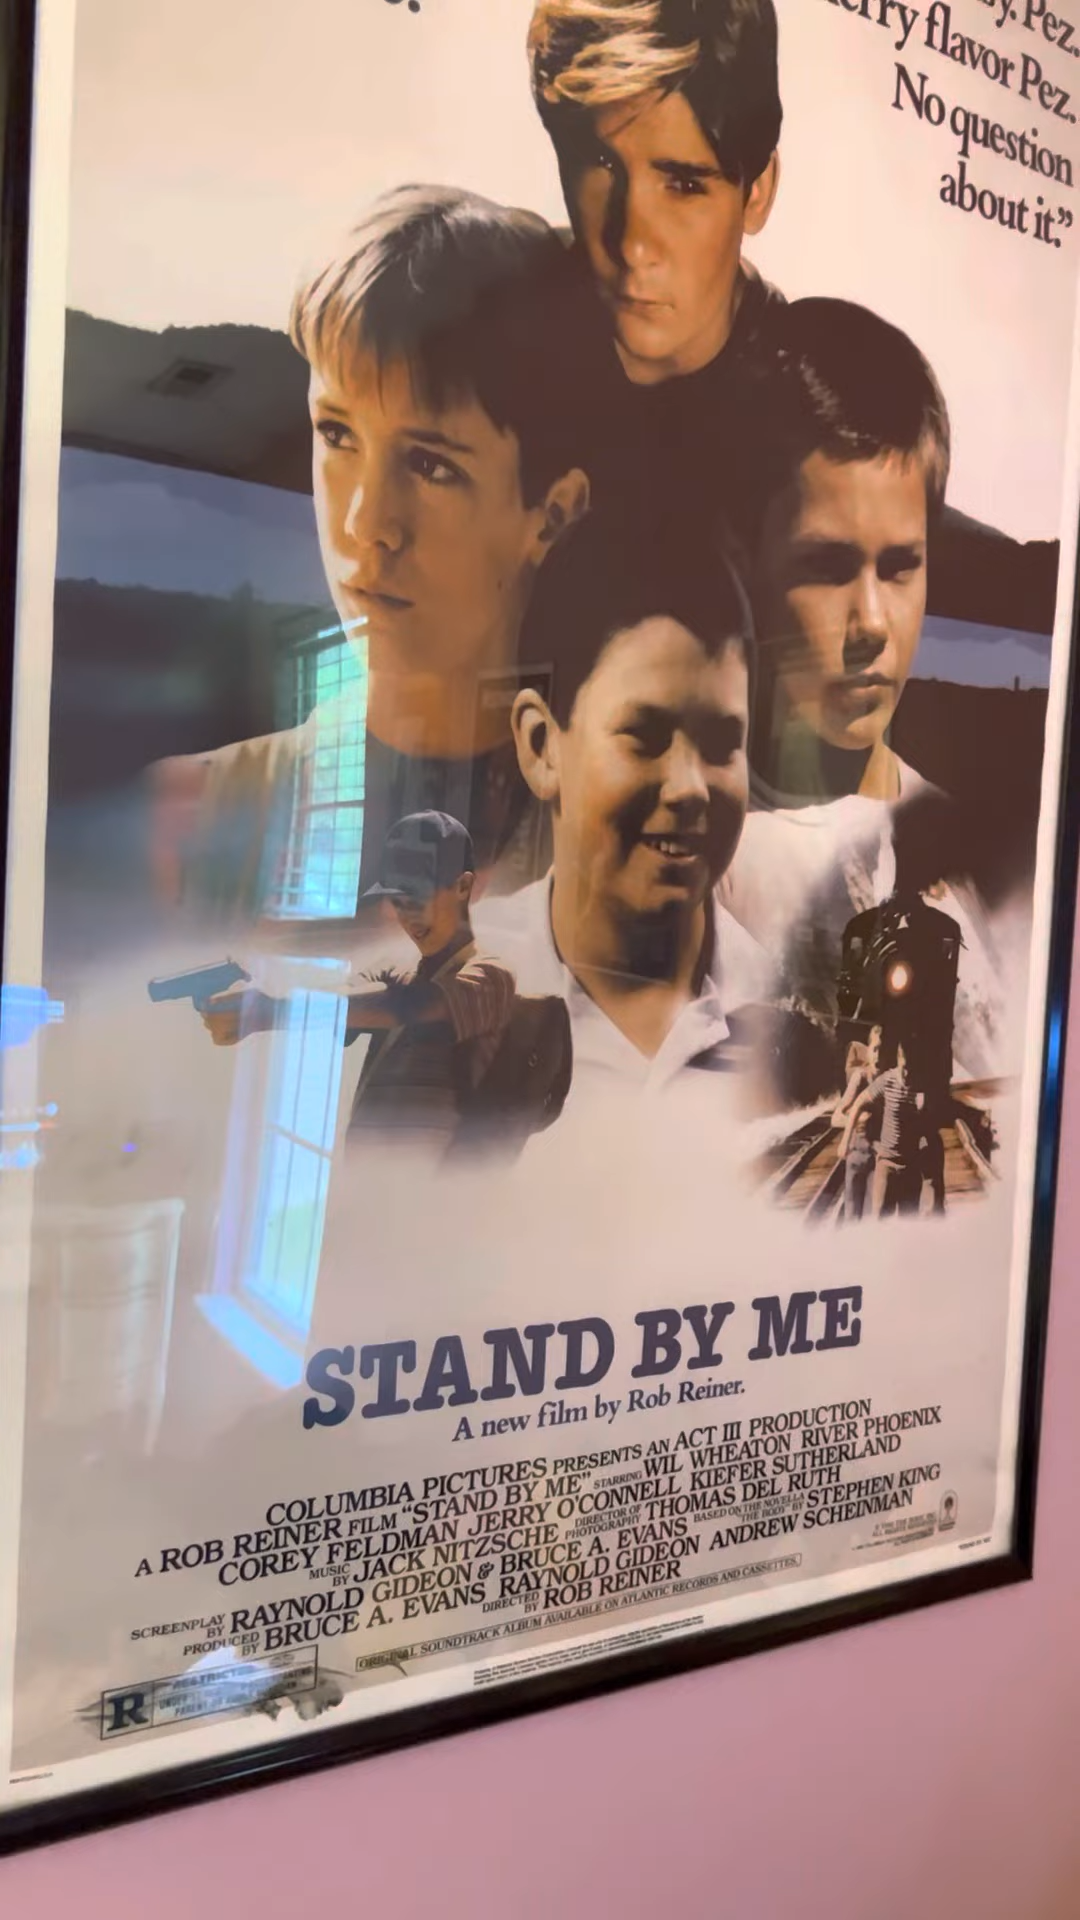 y. Pez.
erry flavor Pez.
No question
about it."
STAND BY ME
A new film by Rob Reiner.
COLUMBIA PICTURES PRESENTS AN ACT III PRODUCTION
A ROB REINER FILM "STAND BY ME" STARRING WIL WHEATON RIVER PHOENIX
COREY FELDMAN JERRY O'CONNELL KIEFER SUTHERLAND
MUSIC BY JACK NITZSCHE DIRECTOR OF PHOTOGRAPHY THOMAS DEL RUTH
SCREENPLAY BY RAYNOLD GIDEON & BRUCE A. EVANS BASED ON THE NOVELLA "THE BODY" BY STEPHEN KING
PRODUCED BY BRUCE A. EVANS RAYNOLD GIDEON ANDREW SCHEINMAN
DIRECTED BY ROB REINER
ORIGINAL SOUNDTRACK ALBUM AVAILABLE ON ATLANTIC RECORDS AND CASSETTES.
R RESTRICTED